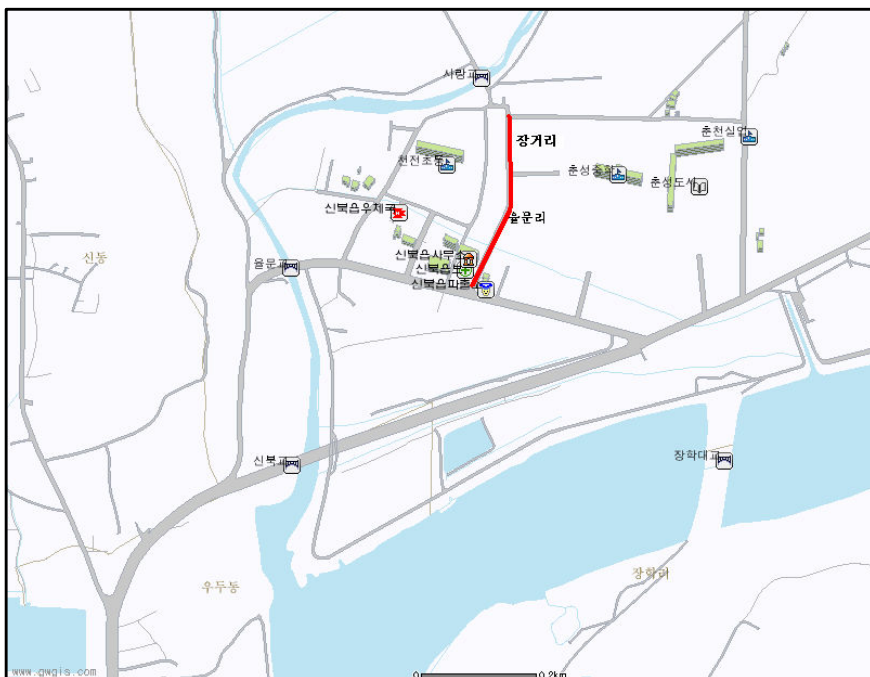 사랑교
장거리
춘천실업
천전초등
춘성중학
춘성도서
신북읍우체국
율문리
신동
율문교
신북읍사무소
신북읍보
신북읍파출
신북교
장학대교
우두동
장학리
www.gwgis.com
0 0.2km